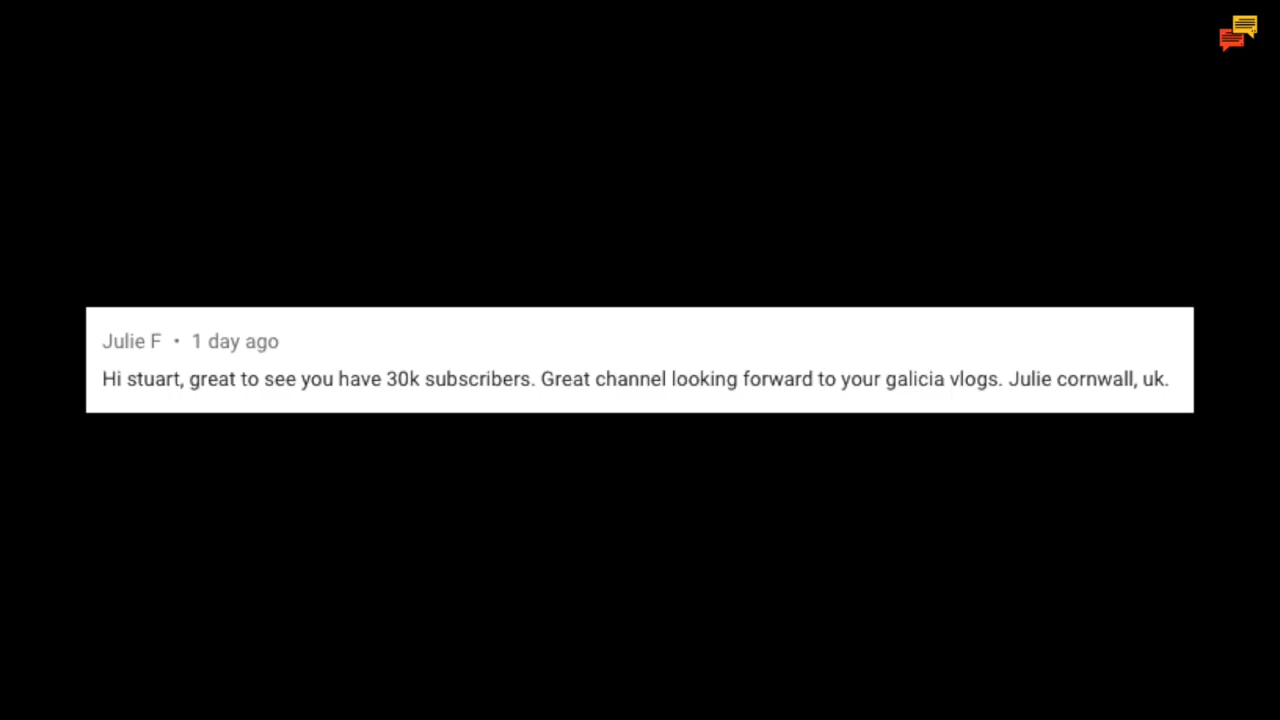 Julie F • 1 day ago
Hi stuart, great to see you have 30k subscribers. Great channel looking forward to your galicia vlogs. Julie cornwall, uk.